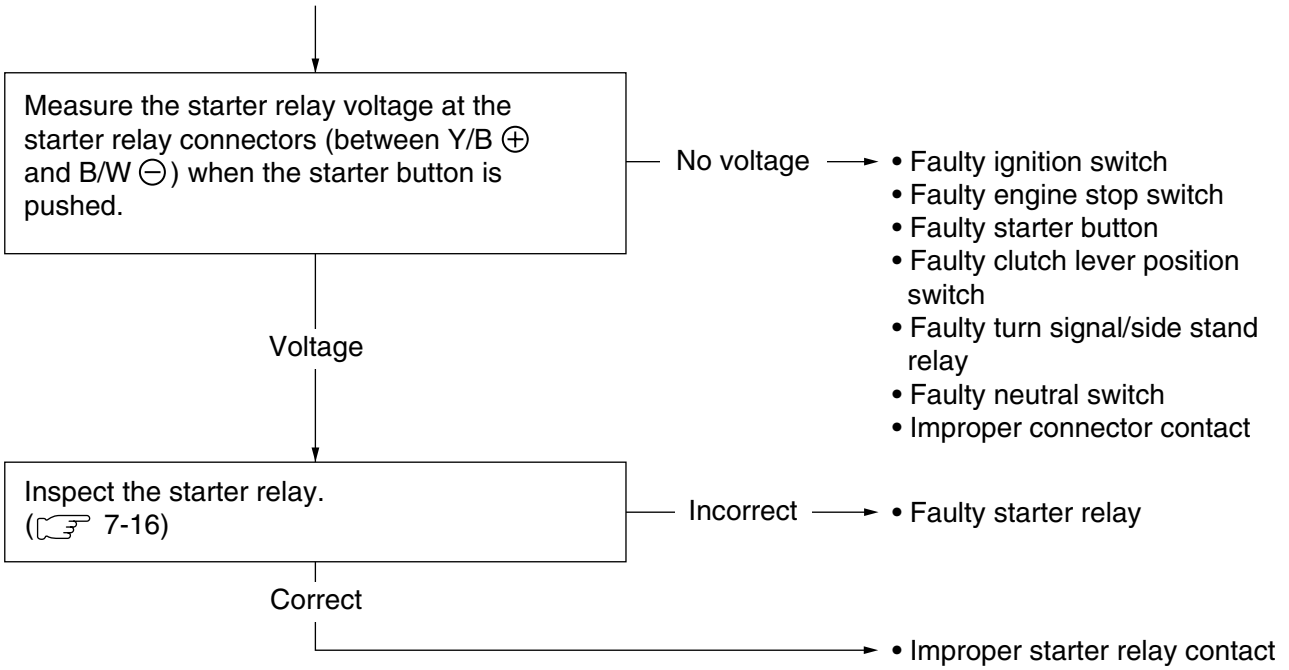 Measure the starter relay voltage at the
starter relay connectors (between Y/B ⊕
and B/W ⊖) when the starter button is
pushed.
No voltage
• Faulty ignition switch
• Faulty engine stop switch
• Faulty starter button
• Faulty clutch lever position
switch
• Faulty turn signal/side stand
relay
• Faulty neutral switch
• Improper connector contact
Voltage
Inspect the starter relay.
(☞ 7-16)
Incorrect
• Faulty starter relay
Correct
• Improper starter relay contact